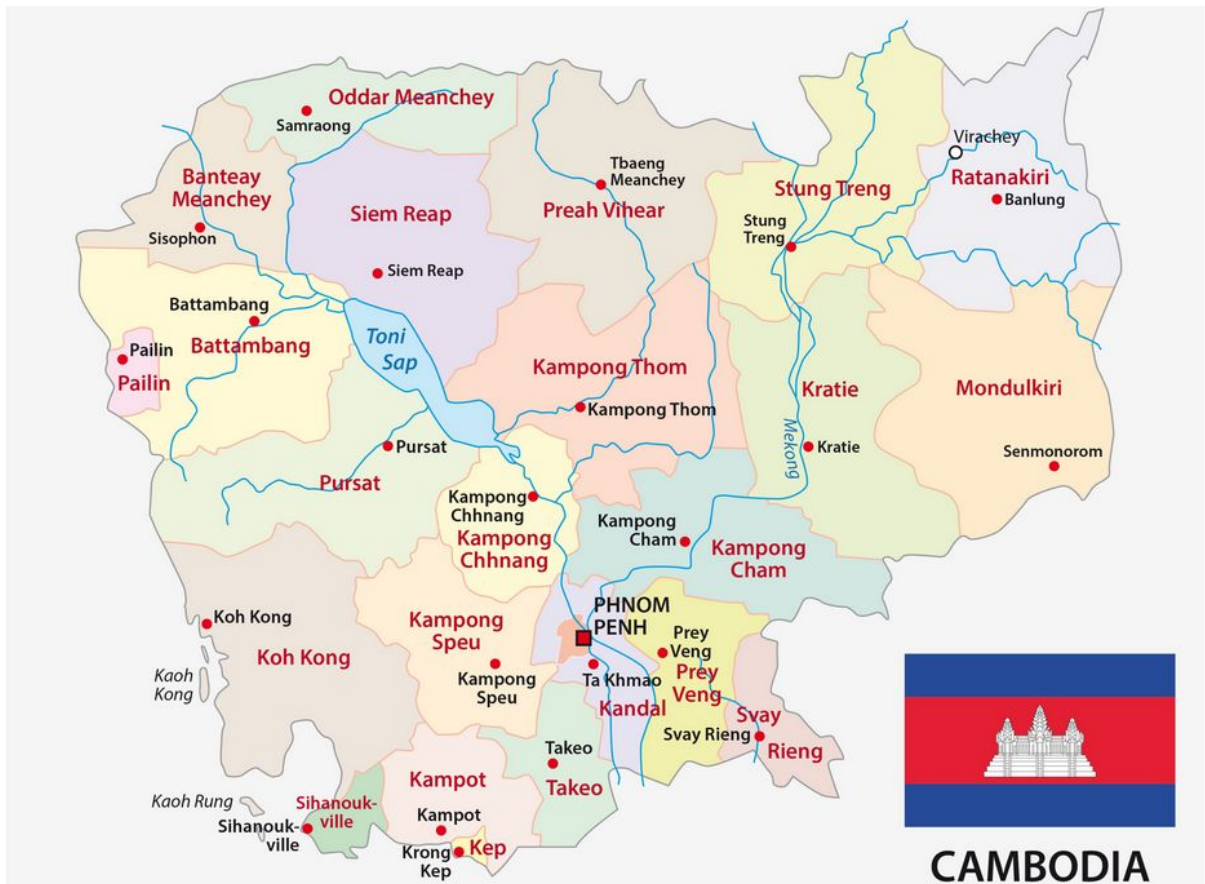 Oddar Meanchey
Samraong
Banteay
Meanchey
Sisophon
Siem Reap
Siem Reap
Tbaeng
Meanchey
Preah Vihear
Stung Treng
Stung
Treng
Virachey
Ratanakiri
Banlung
Battambang
Battambang
Pailin
Pailin
Toni
Sap
Kampong Thom
Kampong Thom
Kratie
Kratie
Mekong
Mondulkiri
Senmonorom
Pursat
Pursat
Kampong
Chhnang
Kampong
Chhnang
Kampong
Cham
Kampong
Cham
Koh Kong
Koh Kong
Kaoh
Kong
Kampong
Speu
Kampong
Speu
PHNOM
PENH
Ta Khmao
Kandal
Prey
Veng
Prey
Veng
Svay Rieng
Svay
Rieng
Takeo
Takeo
Kampot
Kampot
Kaoh Rung
Sihanouk-
ville
Sihanouk-
ville
Krong
Kep
Kep
CAMBODIA